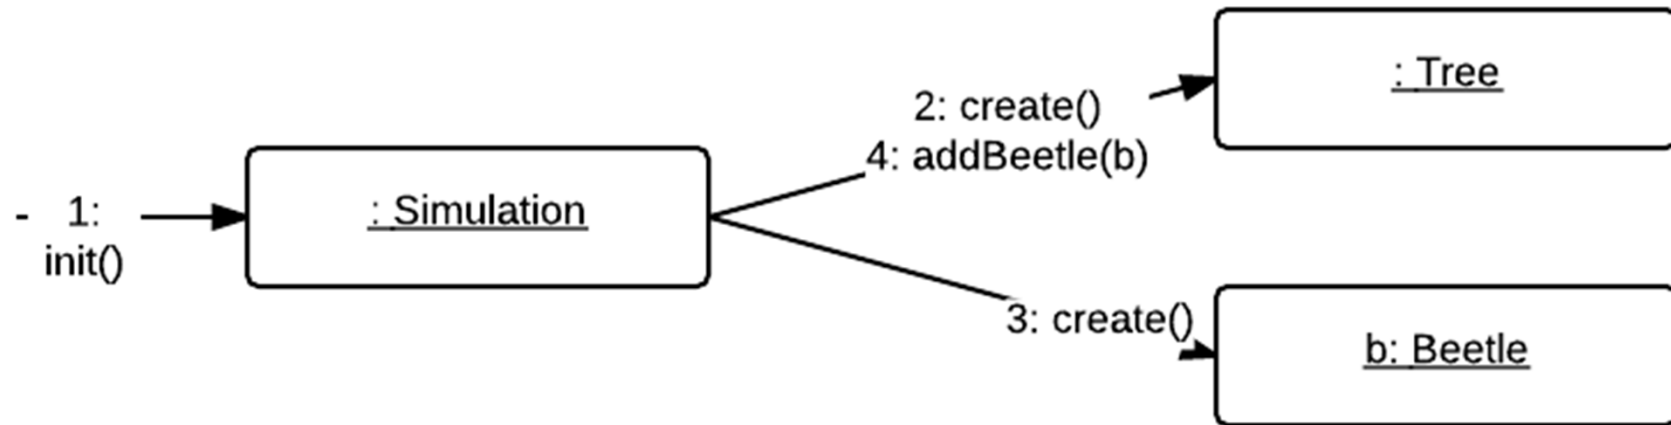 - 1:
init()
: Simulation
2: create()
4: addBeetle(b)
: Tree
3: create()
b: Beetle